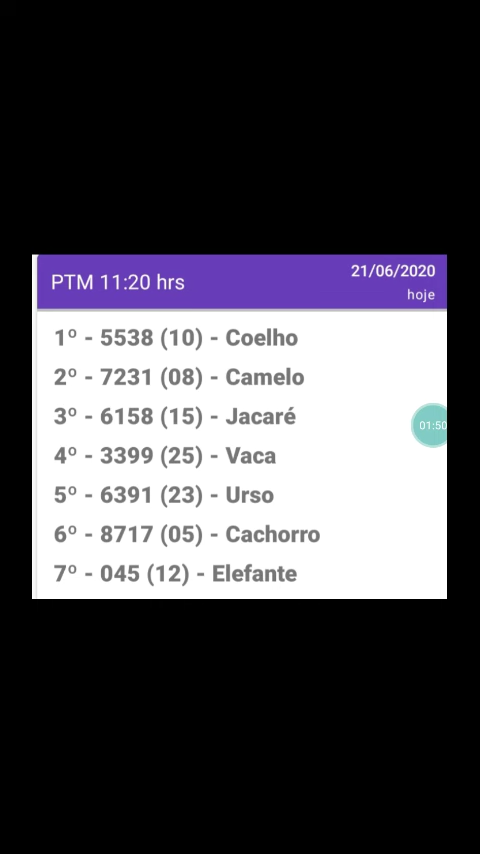 PTM 11:20 hrs
21/06/2020
hoje
1º - 5538 (10) - Coelho
2º - 7231 (08) - Camelo
3º - 6158 (15) - Jacaré
01:50
4º - 3399 (25) - Vaca
5º - 6391 (23) - Urso
6º - 8717 (05) - Cachorro
7º - 045 (12) - Elefante